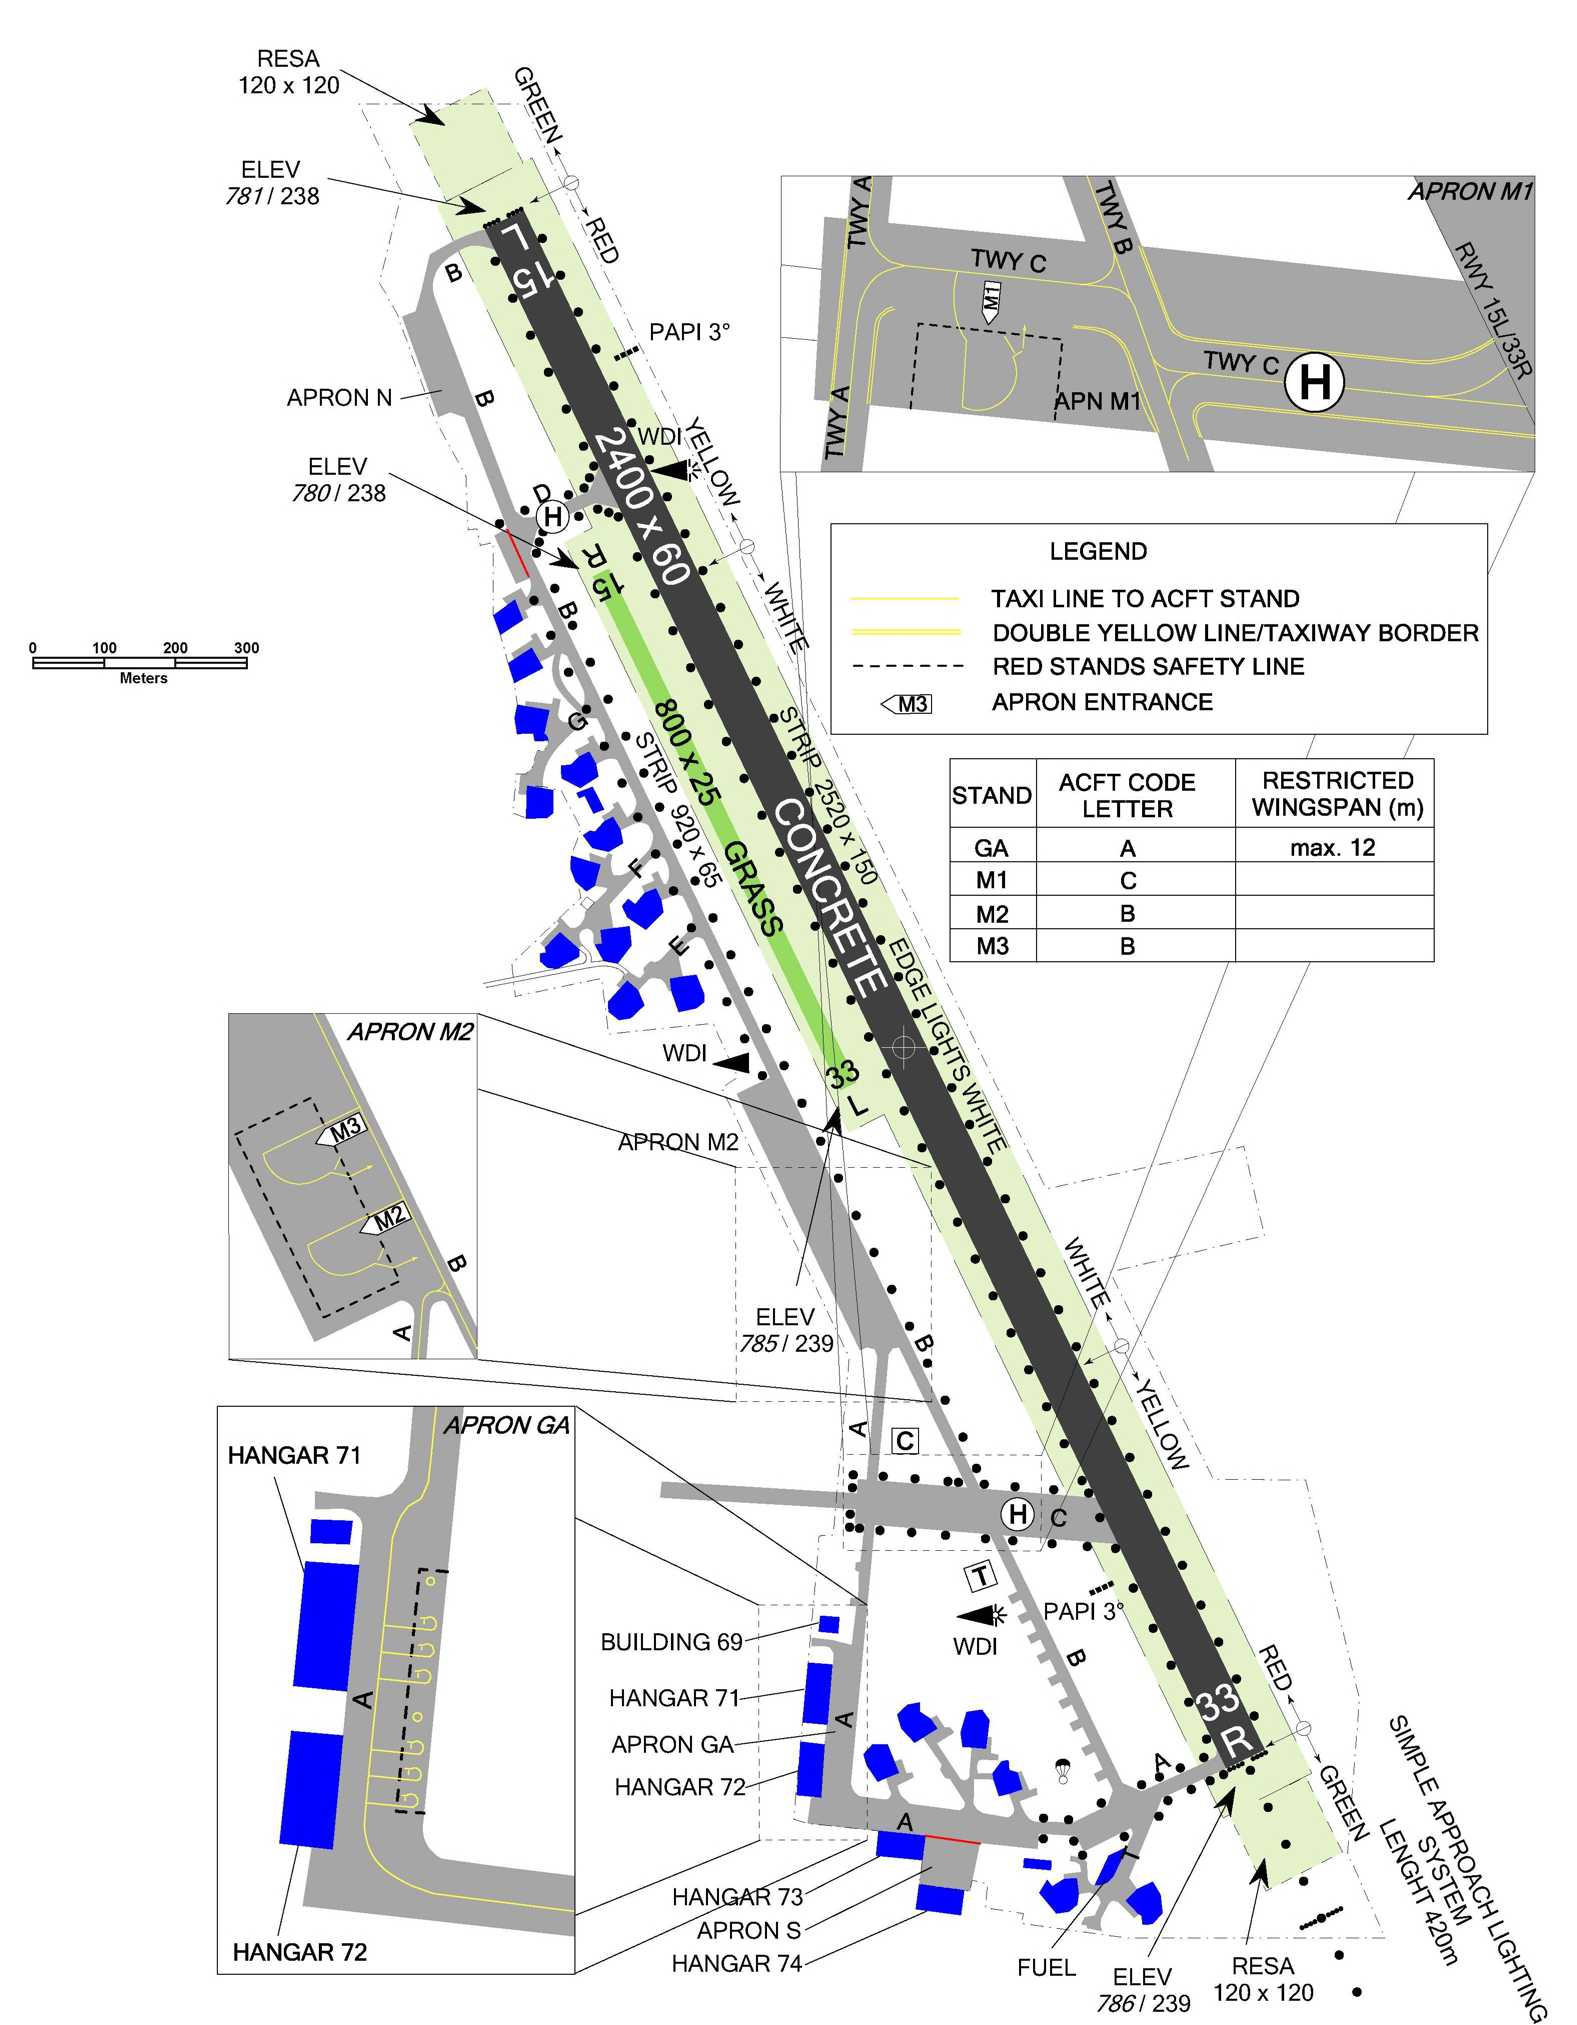 RESA
120 x 120
GREEN
ELEV
781 / 238
RED
B
L
15
PAPI 3°
APRON N
B
WDI
YELLOW
ELEV
780 / 238
D
H
2400 x 60
R
15
B
WHITE
0 100 200 300
Meters
G
STRIP 920 x 65
800 x 25
GRASS
STRIP 2520 x 150
CONCRETE
F
E
EDGE LIGHTS WHITE
WDI
33
L
APRON M2
ELEV
785 / 239
B
WHITE
YELLOW
A
C
H
C
T
PAPI 3°
WDI
B
BUILDING 69
HANGAR 71
A
APRON GA
HANGAR 72
A
A
33
R
RED
GREEN
I
HANGAR 73
APRON S
HANGAR 74
FUEL
ELEV
786 / 239
RESA
120 x 120
SIMPLE APPROACH LIGHTING
SYSTEM
LENGHT 420m
APRON M1
TWY A
TWY B
TWY C
M1
RWY 15L/33R
TWY C
H
TWY A
APN M1
LEGEND
TAXI LINE TO ACFT STAND
DOUBLE YELLOW LINE/TAXIWAY BORDER
RED STANDS SAFETY LINE
M3 APRON ENTRANCE
STAND ACFT CODE LETTER RESTRICTED WINGSPAN (m)
GA A max. 12
M1 C
M2 B
M3 B
APRON M2
M3
M2
B
A
APRON GA
HANGAR 71
A
HANGAR 72